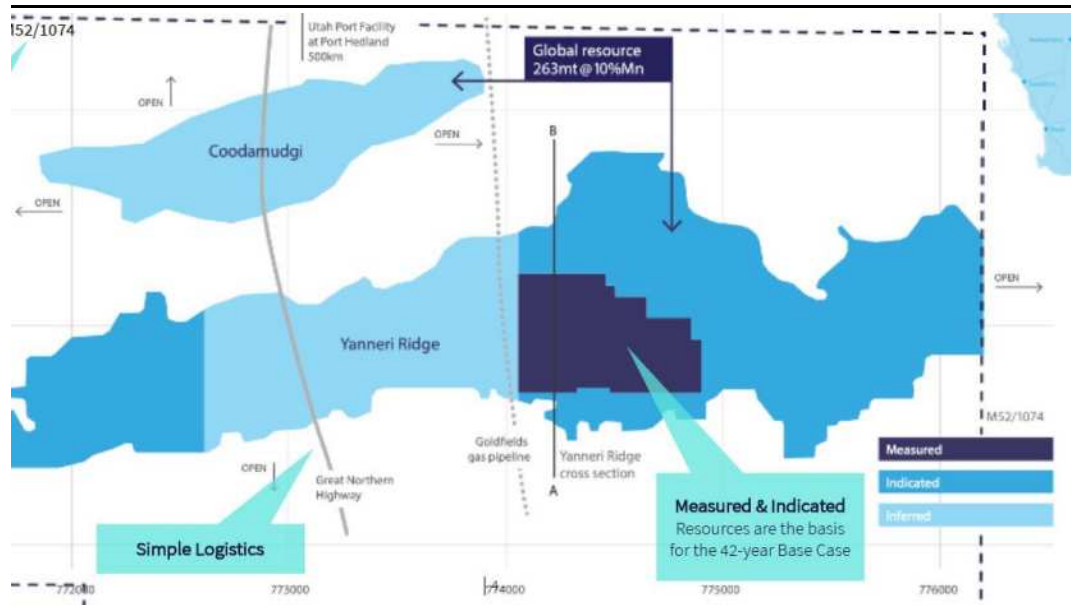 M52/1074
Utah Port Facility
at Port Hedland
500km
Global resource
263mt@10%Mn
OPEN
Coodamudgi
OPEN
B
OPEN
OPEN
Yanneri Ridge
M52/1074
Goldfields
gas pipeline
Yanneri Ridge
cross section
A
OPEN
Great Northern
Highway
Simple Logistics
Measured & Indicated
Resources are the basis
for the 42-year Base Case
Measured
Indicated
Inferred
772000
773000
774000
775000
776000